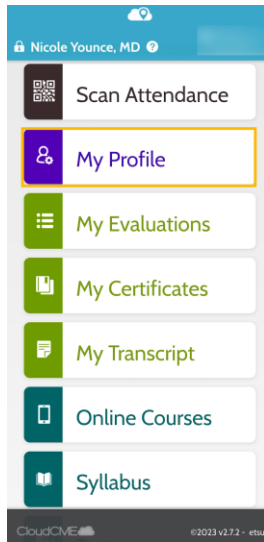 Nicole Younce, MD ?
Scan Attendance
My Profile
My Evaluations
My Certificates
My Transcript
Online Courses
Syllabus
CloudCME ©2023 v2.7.2 - etsu